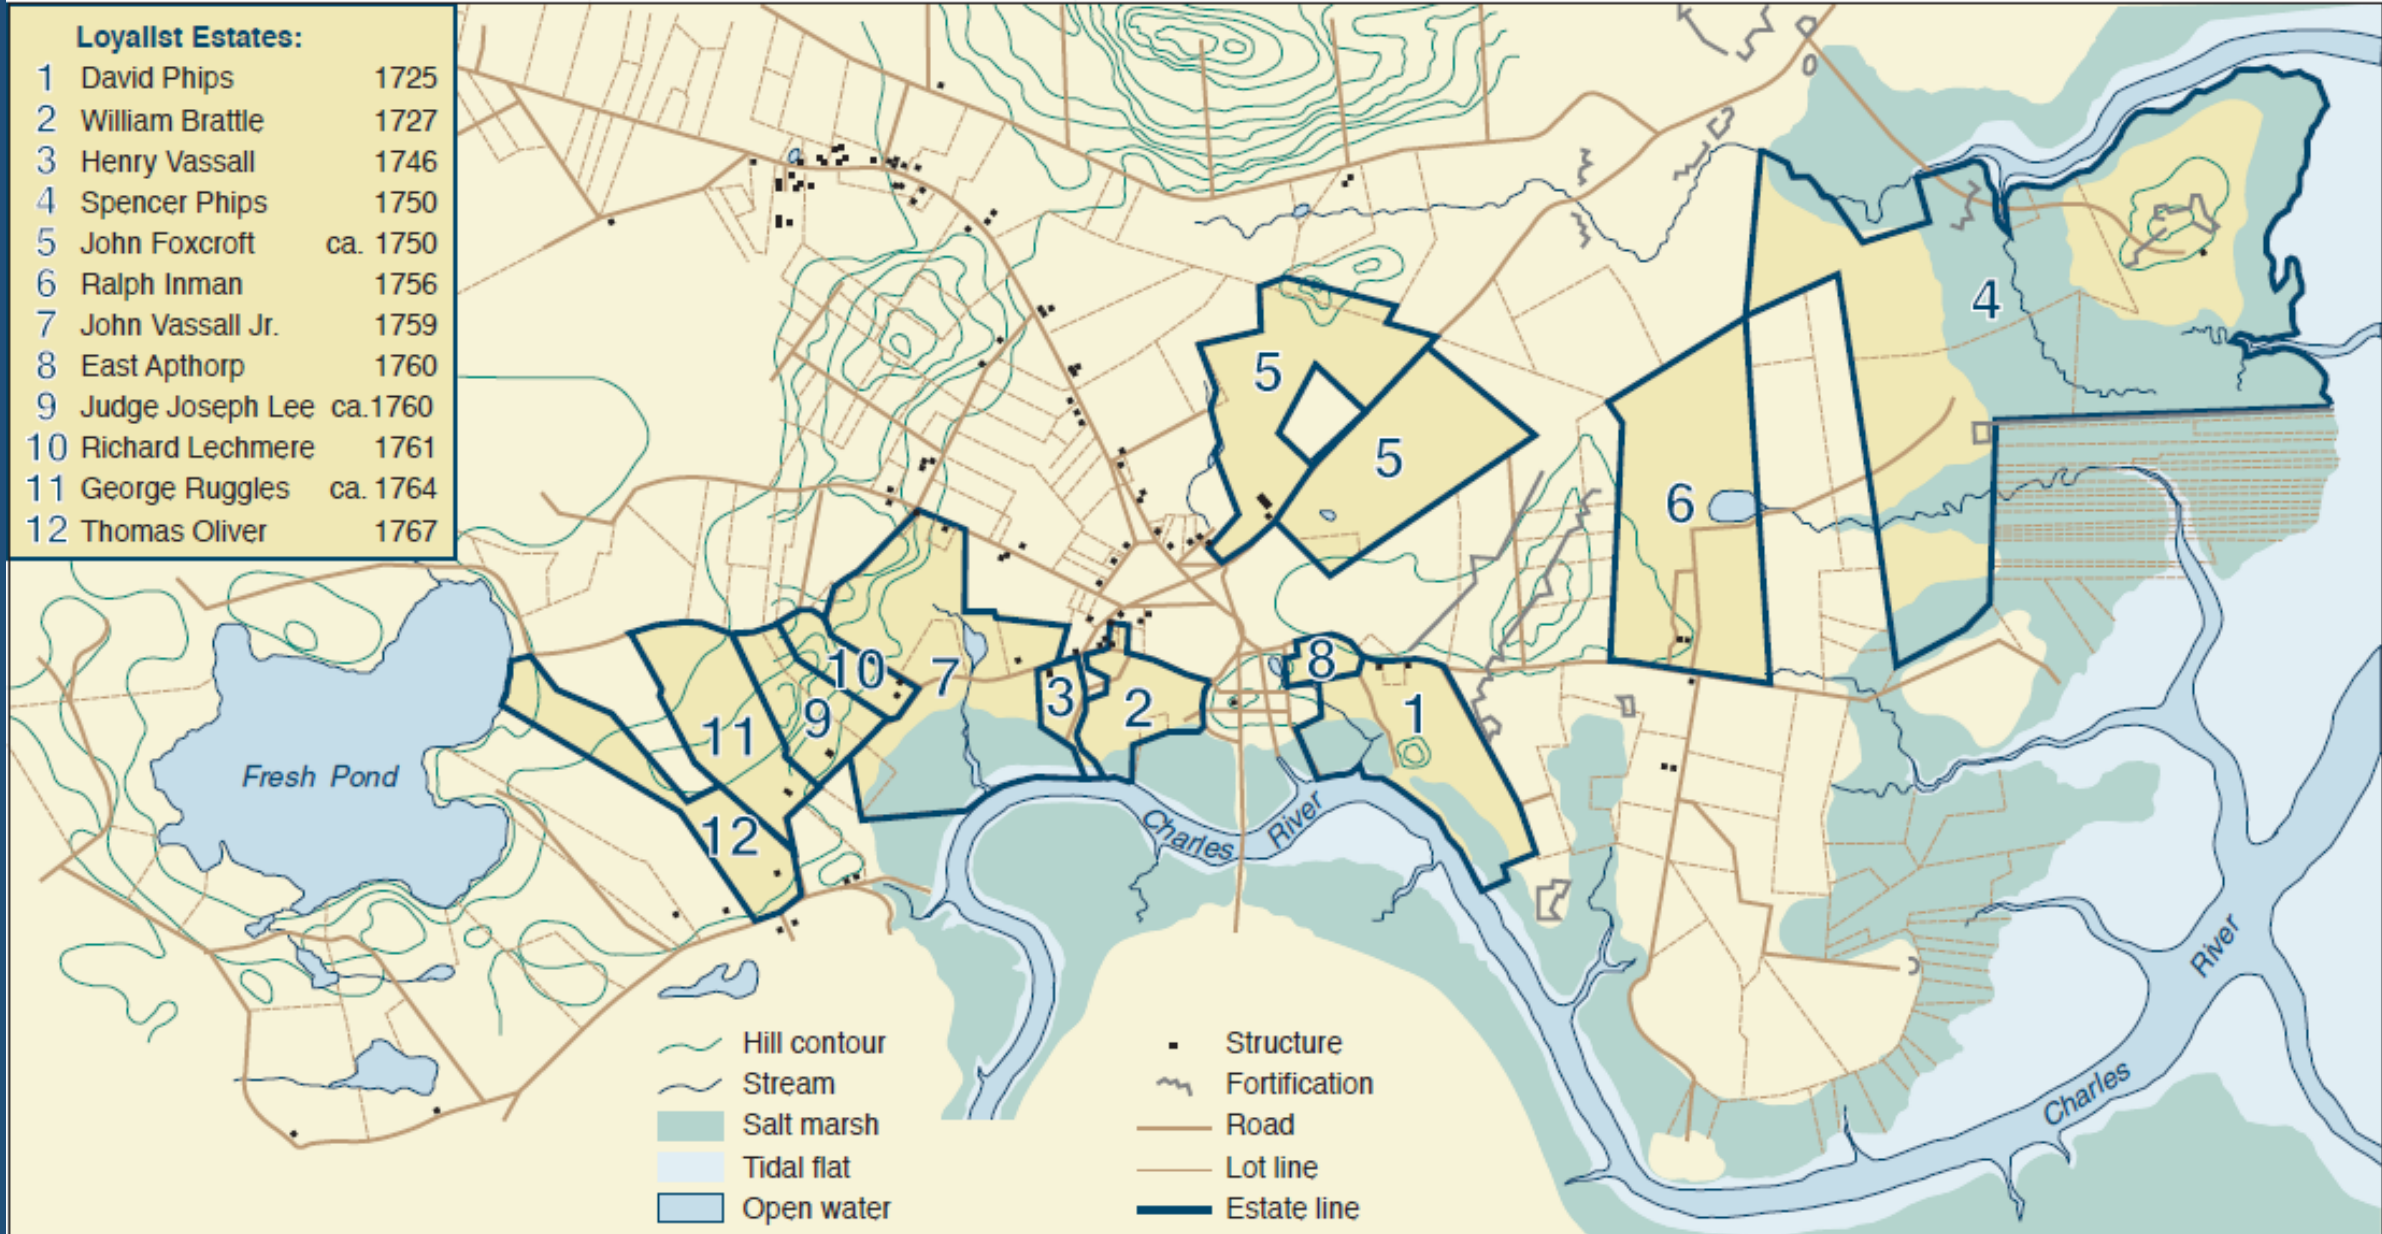 Loyalist Estates:
1 David Phips 1725
2 William Brattle 1727
3 Henry Vassall 1746
4 Spencer Phips 1750
5 John Foxcroft ca. 1750
6 Ralph Inman 1756
7 John Vassall Jr. 1759
8 East Apthorp 1760
9 Judge Joseph Lee ca.1760
10 Richard Lechmere 1761
11 George Ruggles ca. 1764
12 Thomas Oliver 1767
4
5
5
6
10
7
8
3
2
1
9
11
12
Fresh Pond
Charles River
Charles River
Hill contour
Stream
Salt marsh
Tidal flat
Open water
Structure
Fortification
Road
Lot line
Estate line